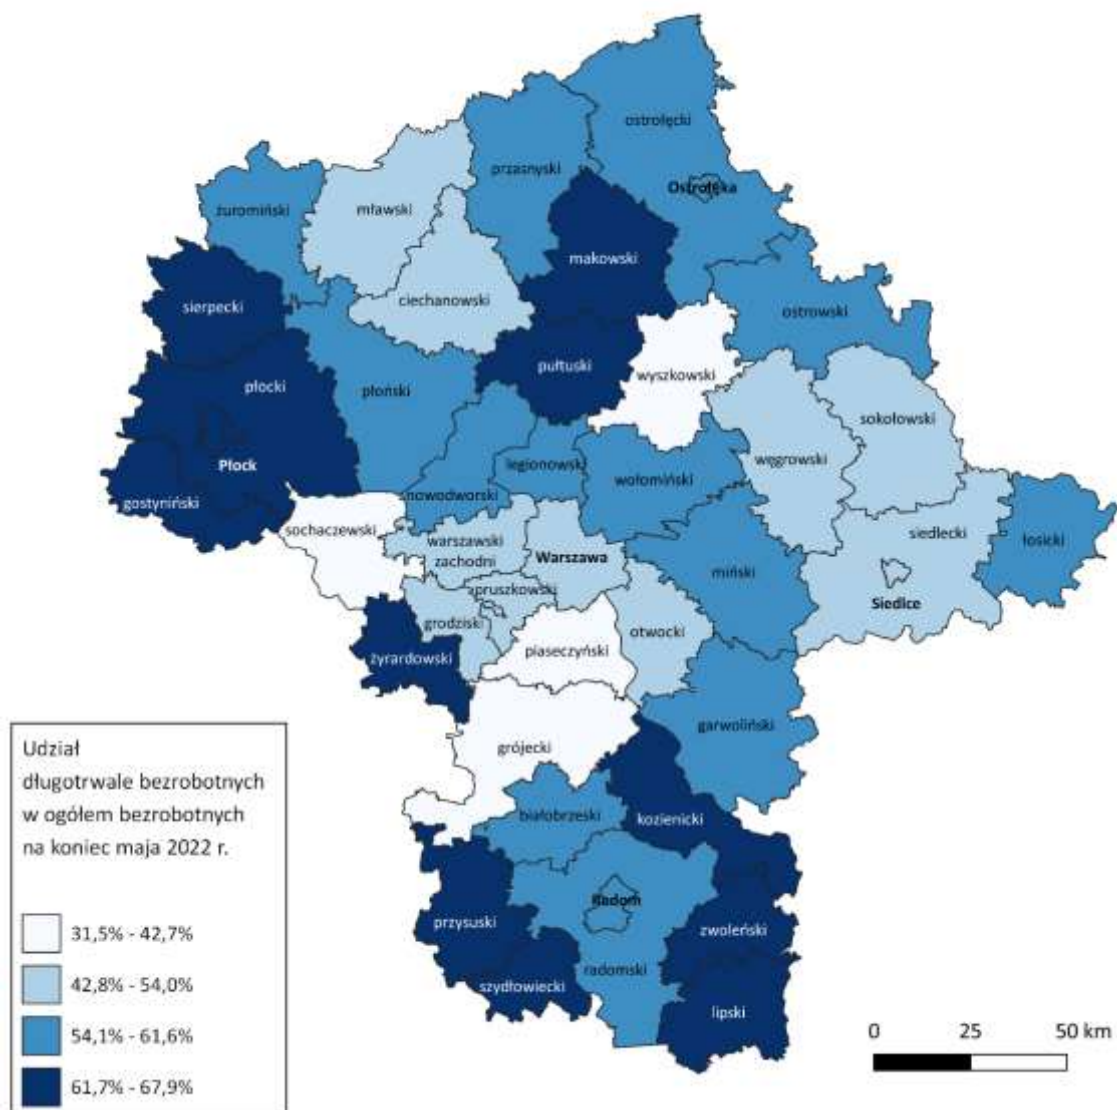 ostrołęcki
przasnyski
Ostrołęka
żuromiński
mławski
makowski
sierpecki
ciechanowski
ostrowski
płocki
płoński
pułtuski
wyszkowski
sokołowski
węgrowski
Płock
legionowski
wołomiński
gostyniński
nowodworski
sochaczewski
warszawski
zachodni
Warszawa
siedlecki
łosicki
miński
pruszkowski
Siedlce
grodziski
otwocki
piaseczyński
żyrardowski
garwoliński
grójecki
białobrzeski
kozienicki
Radom
przysuski
zwoleński
radomski
szydłowiecki
lipski
Udział
długotrwale bezrobotnych
w ogółem bezrobotnych
na koniec maja 2022 r.
31,5% - 42,7%
42,8% - 54,0%
54,1% - 61,6%
61,7% - 67,9%
0 25 50 km